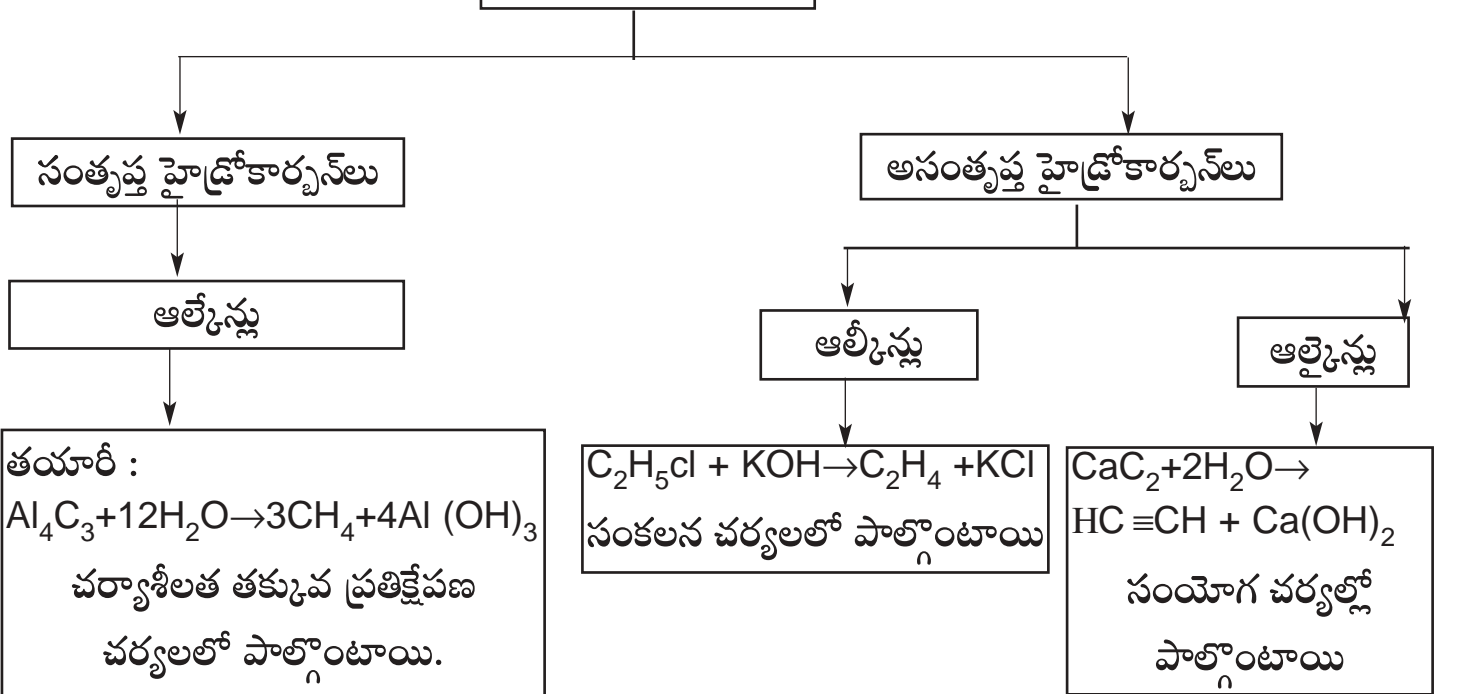 సంతృప్త హైడ్రోకార్బన్‌లు
అసంతృప్త హైడ్రోకార్బన్‌లు
ఆల్కేన్లు
ఆల్కీన్లు
ఆల్కైన్లు
తయారీ :
Al₄C₃+12H₂O→3CH₄+4Al (OH)₃
చర్యాశీలత తక్కువ ప్రతిక్షేపణ
చర్యలలో పాల్గొంటాయి.
C₂H₅cl + KOH→C₂H₄ +KCl
సంకలన చర్యలలో పాల్గొంటాయి
CaC₂+2H₂O→
HC ≡CH + Ca(OH)₂
సంయోగ చర్యల్లో
పాల్గొంటాయి